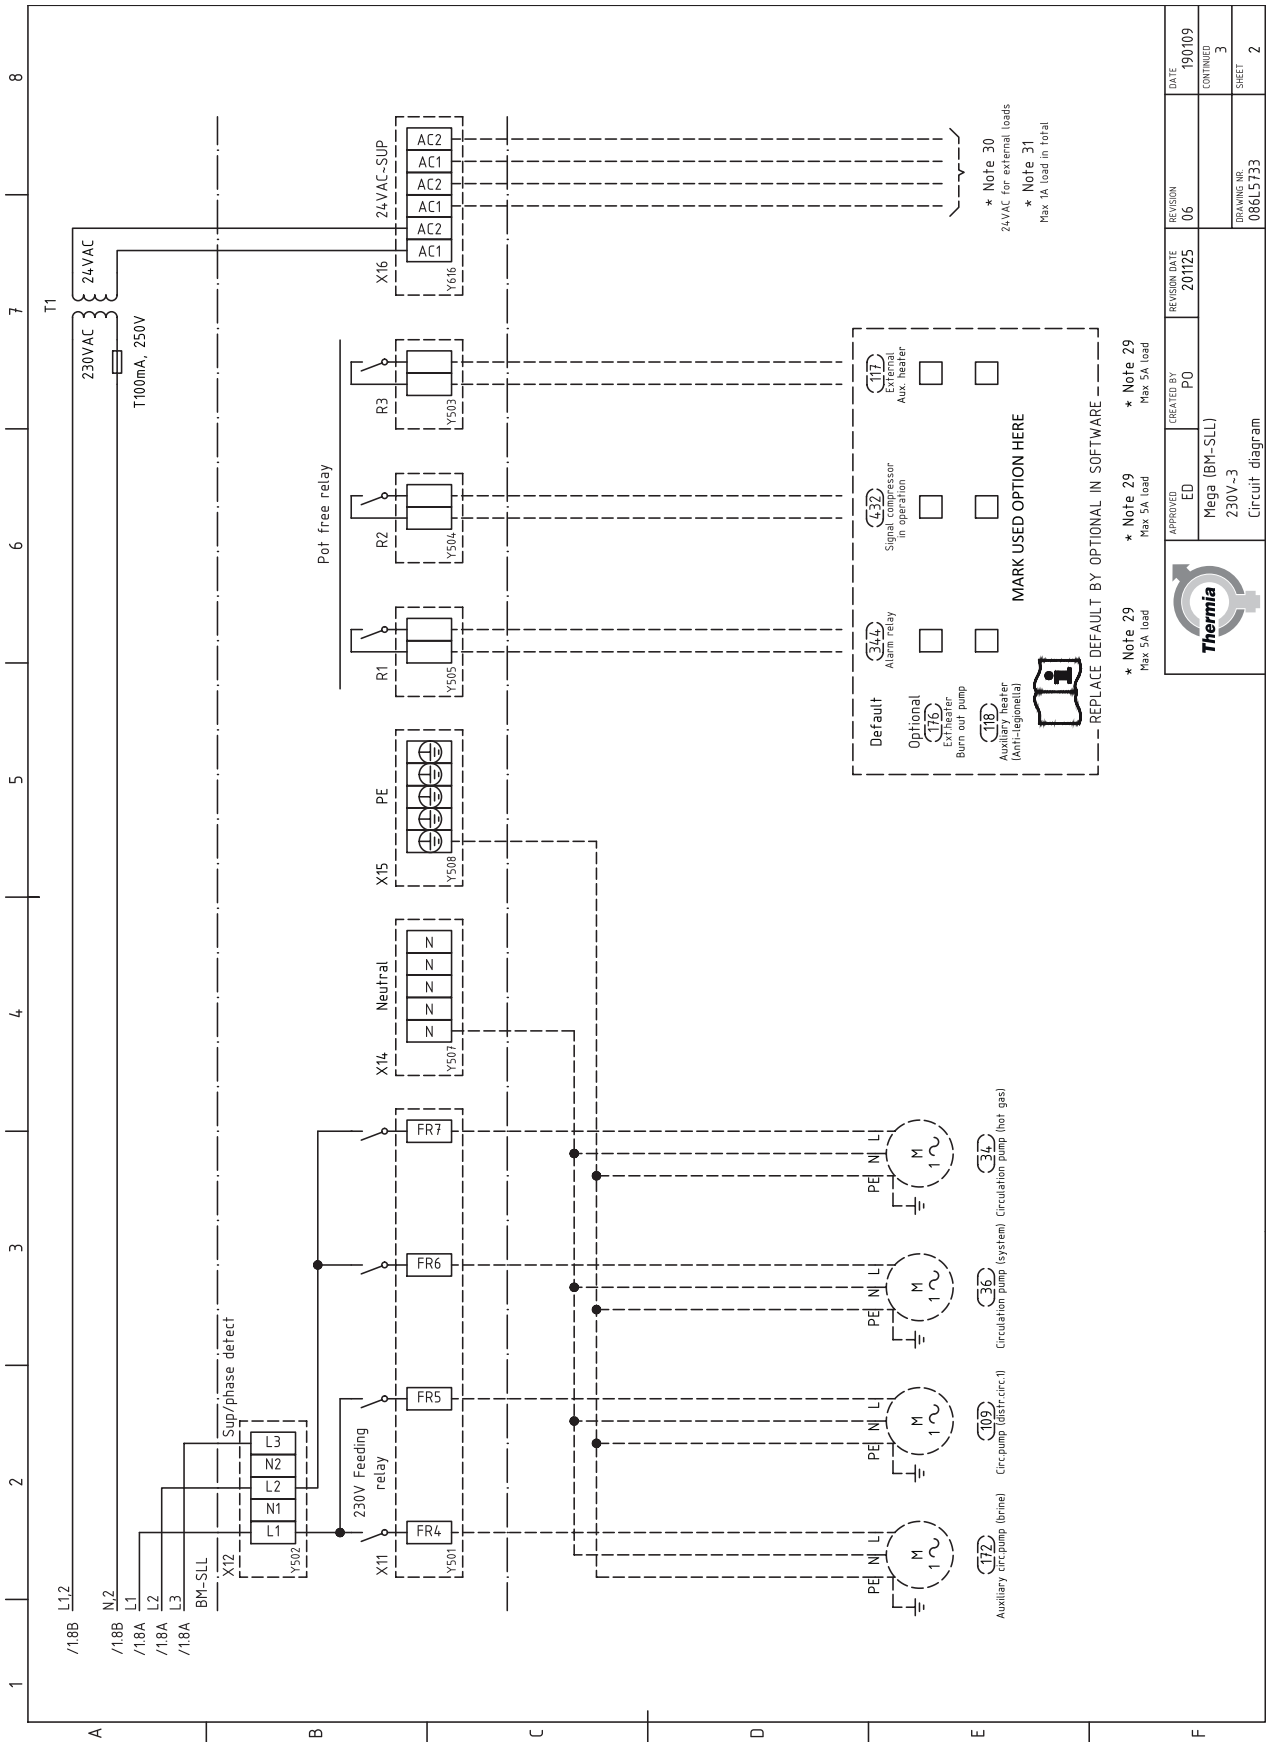 1
2
3
4
5
6
7
8
A
B
C
D
E
F
/1.8B L1,2
/1.8B N,2
/1.8A L1
/1.8A L2
/1.8A L3
BM-SLL
T1
230VAC
24VAC
T100mA, 250V
X12
Sup/phase detect
L1
N1
L2
N2
L3
Y502
230V Feeding
relay
X11
FR4
FR5
FR6
FR7
Y501
X14
Neutral
N
N
N
N
N
Y507
X15
PE
Y508
Pot free relay
R1
Y505
R2
Y504
R3
Y503
X16
24VAC~SUP
AC1
AC2
AC1
AC2
AC1
AC2
Y616
PE N L
M
1~
172
Auxiliary circ.pump (brine)
PE N L
M
1~
109
Circ.pump (distr.circ.1)
PE N L
M
1~
36
Circulation pump (system)
PE N L
M
1~
34
Circulation pump (hot gas)
Default
344
Alarm relay
432
Signal compressor
in operation
117
External
Aux. heater
Optional
176
Ext.heater
Burn out pump
118
Auxiliary heater
(Anti-legionella)
MARK USED OPTION HERE
i
REPLACE DEFAULT BY OPTIONAL IN SOFTWARE
* Note 29
Max 5A load
* Note 29
Max 5A load
* Note 29
Max 5A load
* Note 30
24VAC for external loads
* Note 31
Max 1A load in total
Thermia
APPROVED
ED
CREATED BY
PO
REVISION DATE
201125
REVISION
06
DATE
190109
Mega (BM-SLL)
230V~3
Circuit diagram
CONTINUED
3
DRAWING NR.
086L5733
SHEET
2